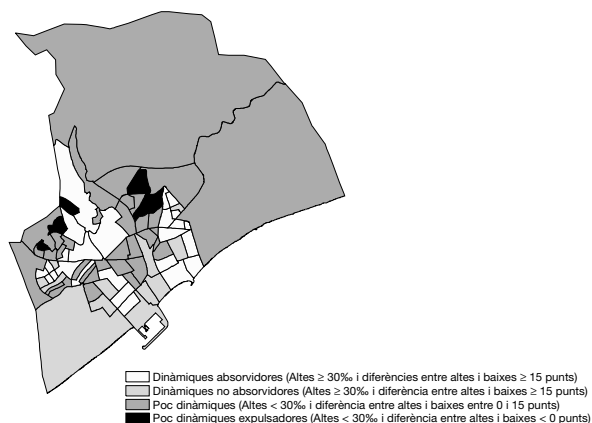 Dinàmiques absorvidores (Altes ≥ 30‰ i diferències entre altes i baixes ≥ 15 punts)
Dinàmiques no absorvidores (Altes ≥ 30‰ i diferència entre altes i baixes ≥ 15 punts)
Poc dinàmiques (Altes < 30‰ i diferència entre altes i baixes entre 0 i 15 punts)
Poc dinàmiques expulsadores (Altes < 30‰ i diferència entre altes i baixes < 0 punts)